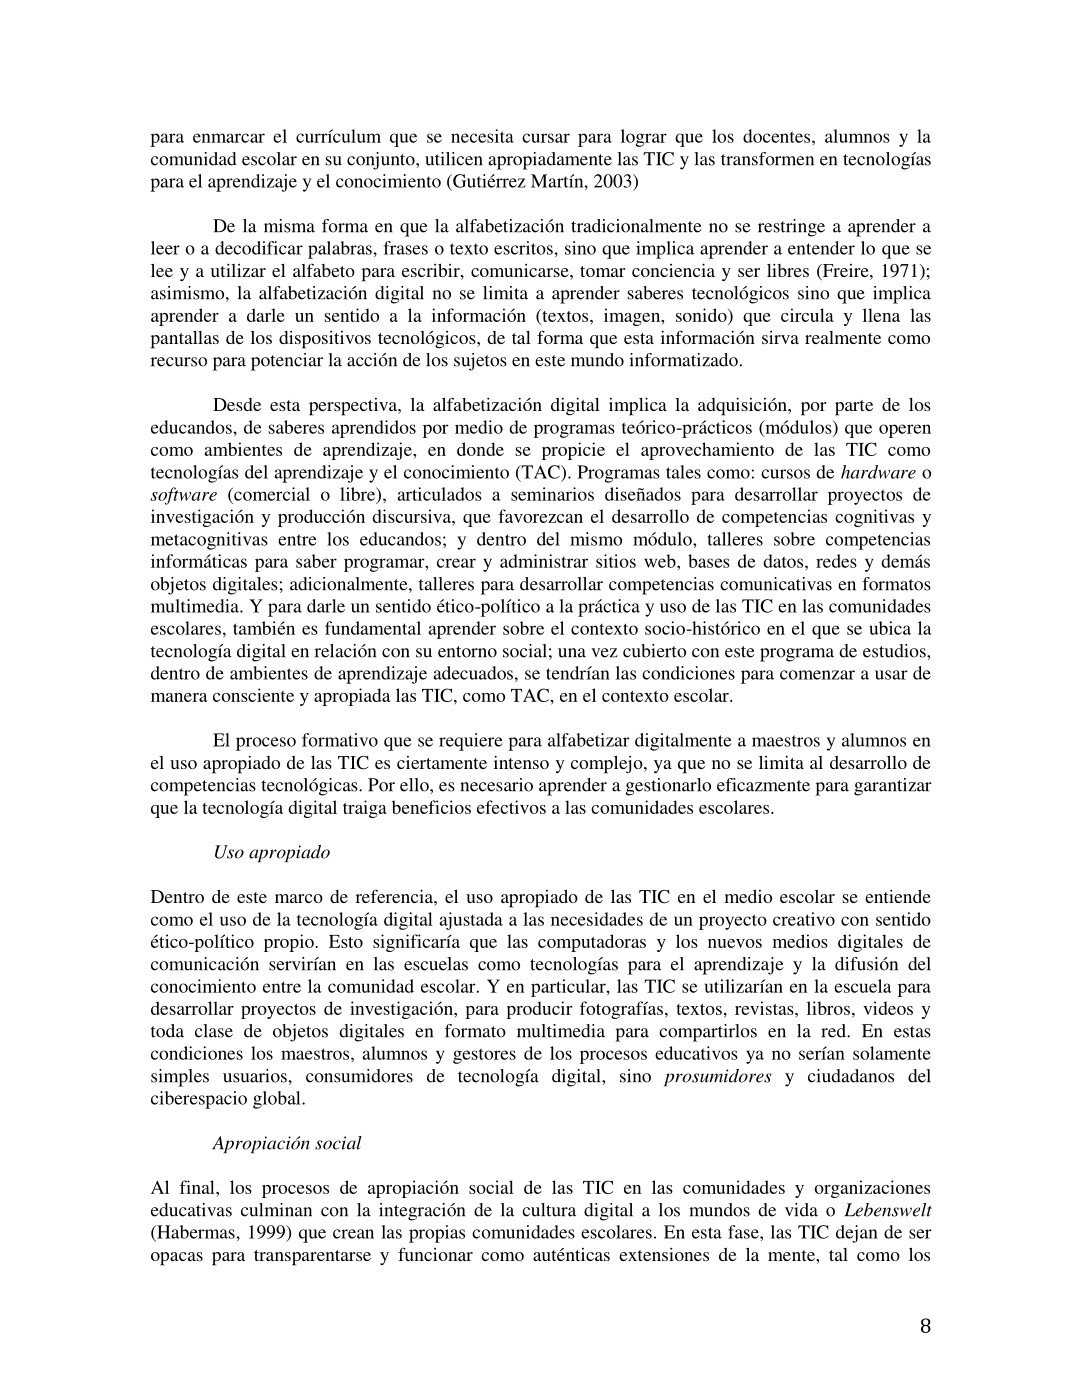 para enmarcar el currículum que se necesita cursar para lograr que los docentes, alumnos y la
comunidad escolar en su conjunto, utilicen apropiadamente las TIC y las transformen en tecnologías
para el aprendizaje y el conocimiento (Gutiérrez Martín, 2003)
De la misma forma en que la alfabetización tradicionalmente no se restringe a aprender a
leer o a decodificar palabras, frases o texto escritos, sino que implica aprender a entender lo que se
lee y a utilizar el alfabeto para escribir, comunicarse, tomar conciencia y ser libres (Freire, 1971);
asimismo, la alfabetización digital no se limita a aprender saberes tecnológicos sino que implica
aprender a darle un sentido a la información (textos, imagen, sonido) que circula y llena las
pantallas de los dispositivos tecnológicos, de tal forma que esta información sirva realmente como
recurso para potenciar la acción de los sujetos en este mundo informatizado.
Desde esta perspectiva, la alfabetización digital implica la adquisición, por parte de los
educandos, de saberes aprendidos por medio de programas teórico-prácticos (módulos) que operen
como ambientes de aprendizaje, en donde se propicie el aprovechamiento de las TIC como
tecnologías del aprendizaje y el conocimiento (TAC). Programas tales como: cursos de hardware o
software (comercial o libre), articulados a seminarios diseñados para desarrollar proyectos de
investigación y producción discursiva, que favorezcan el desarrollo de competencias cognitivas y
metacognitivas entre los educandos; y dentro del mismo módulo, talleres sobre competencias
informáticas para saber programar, crear y administrar sitios web, bases de datos, redes y demás
objetos digitales; adicionalmente, talleres para desarrollar competencias comunicativas en formatos
multimedia. Y para darle un sentido ético-político a la práctica y uso de las TIC en las comunidades
escolares, también es fundamental aprender sobre el contexto socio-histórico en el que se ubica la
tecnología digital en relación con su entorno social; una vez cubierto con este programa de estudios,
dentro de ambientes de aprendizaje adecuados, se tendrían las condiciones para comenzar a usar de
manera consciente y apropiada las TIC, como TAC, en el contexto escolar.
El proceso formativo que se requiere para alfabetizar digitalmente a maestros y alumnos en
el uso apropiado de las TIC es ciertamente intenso y complejo, ya que no se limita al desarrollo de
competencias tecnológicas. Por ello, es necesario aprender a gestionarlo eficazmente para garantizar
que la tecnología digital traiga beneficios efectivos a las comunidades escolares.
Uso apropiado
Dentro de este marco de referencia, el uso apropiado de las TIC en el medio escolar se entiende
como el uso de la tecnología digital ajustada a las necesidades de un proyecto creativo con sentido
ético-político propio. Esto significaría que las computadoras y los nuevos medios digitales de
comunicación servirían en las escuelas como tecnologías para el aprendizaje y la difusión del
conocimiento entre la comunidad escolar. Y en particular, las TIC se utilizarían en la escuela para
desarrollar proyectos de investigación, para producir fotografías, textos, revistas, libros, videos y
toda clase de objetos digitales en formato multimedia para compartirlos en la red. En estas
condiciones los maestros, alumnos y gestores de los procesos educativos ya no serían solamente
simples usuarios, consumidores de tecnología digital, sino prosumidores y ciudadanos del
ciberespacio global.
Apropiación social
Al final, los procesos de apropiación social de las TIC en las comunidades y organizaciones
educativas culminan con la integración de la cultura digital a los mundos de vida o Lebenswelt
(Habermas, 1999) que crean las propias comunidades escolares. En esta fase, las TIC dejan de ser
opacas para transparentarse y funcionar como auténticas extensiones de la mente, tal como los
8